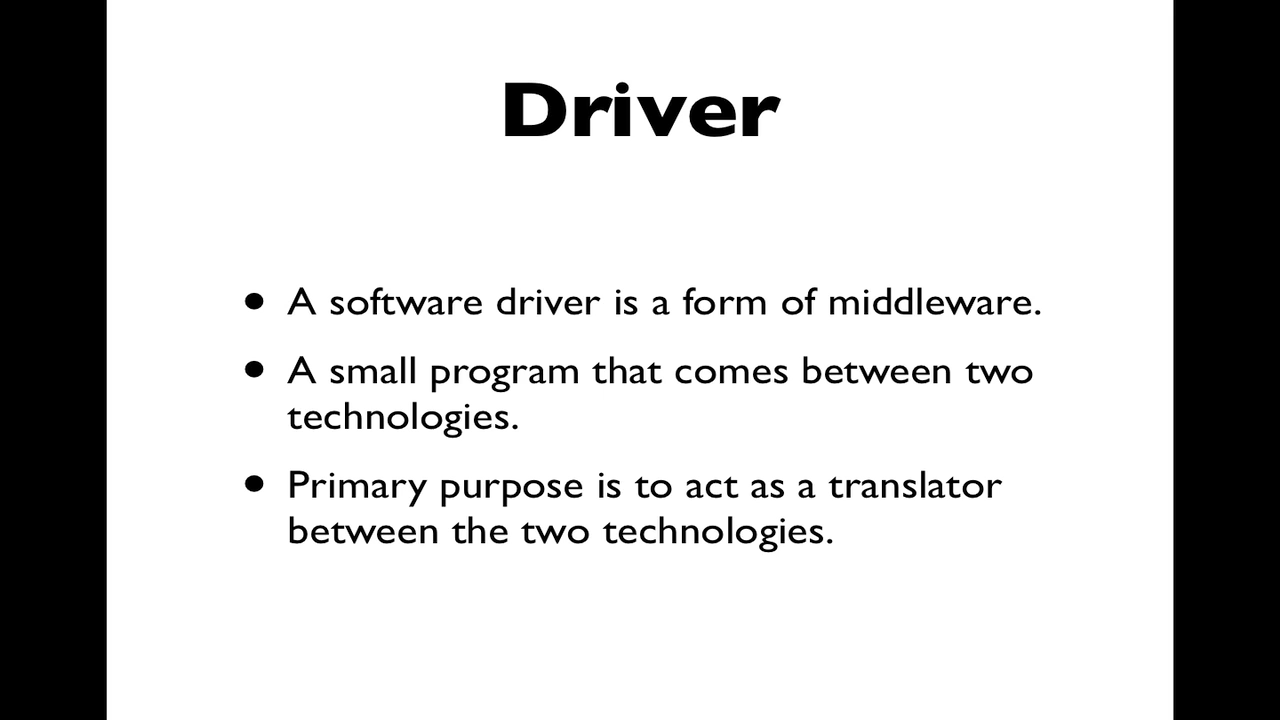 Driver
• A software driver is a form of middleware.
• A small program that comes between two
technologies.
• Primary purpose is to act as a translator
between the two technologies.